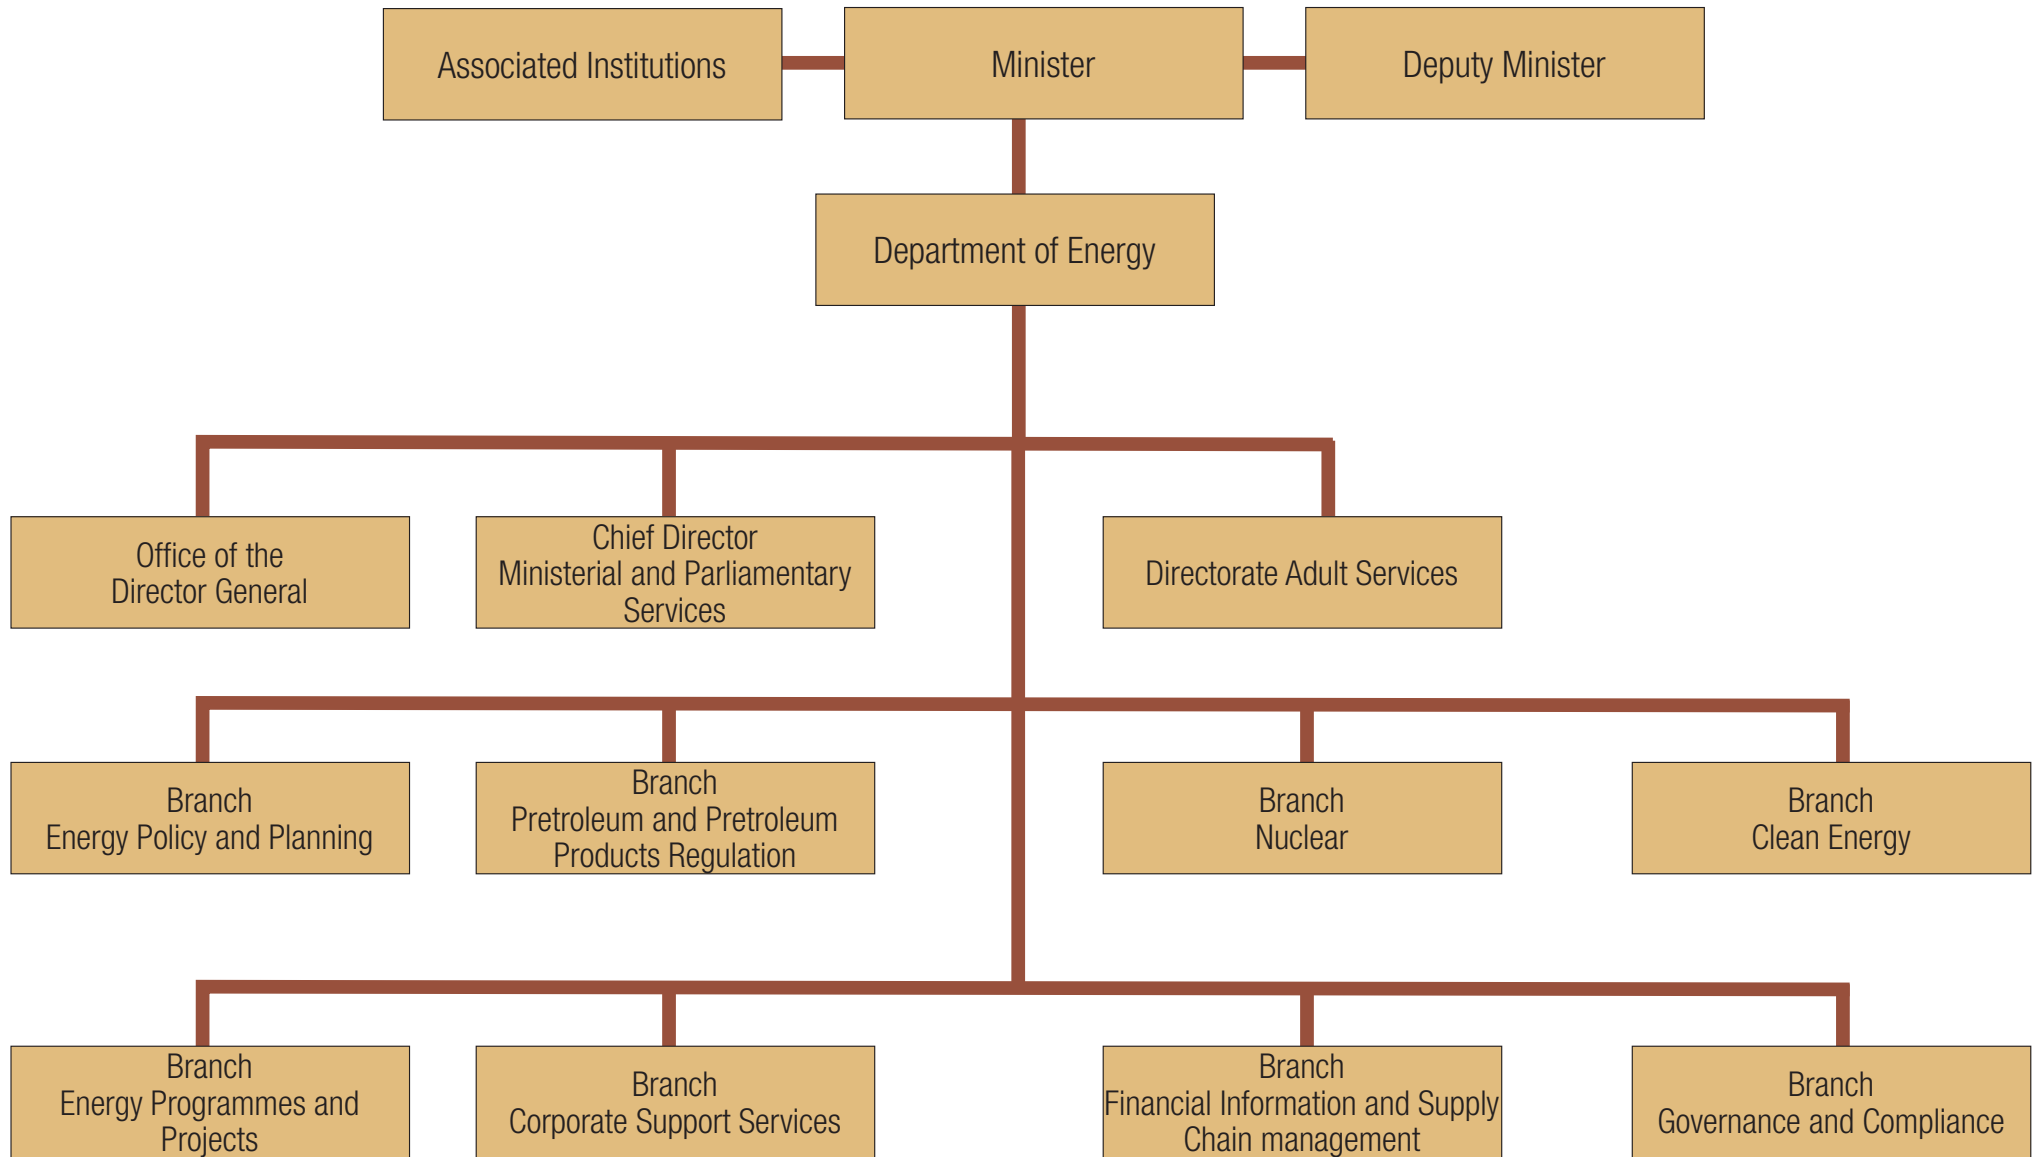 Associated Institutions
Minister
Deputy Minister
Department of Energy
Office of the
Director General
Chief Director
Ministerial and Parliamentary
Services
Directorate Adult Services
Branch
Energy Policy and Planning
Branch
Pretroleum and Pretroleum
Products Regulation
Branch
Nuclear
Branch
Clean Energy
Branch
Energy Programmes and
Projects
Branch
Corporate Support Services
Branch
Financial Information and Supply
Chain management
Branch
Governance and Compliance